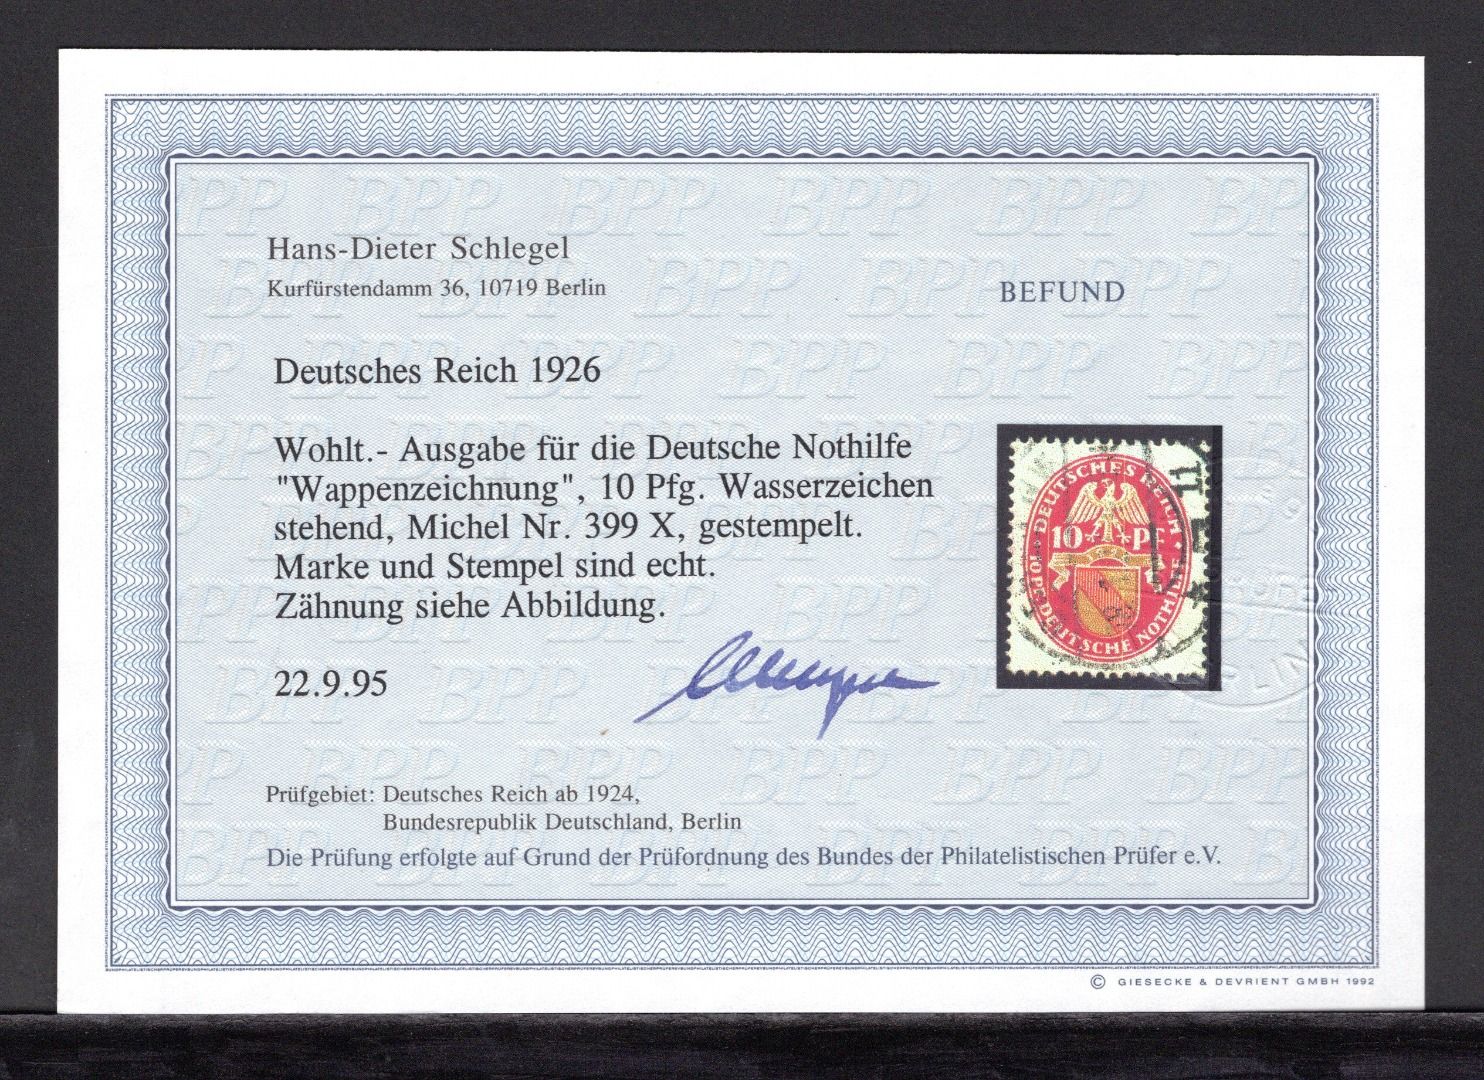 Hans-Dieter Schlegel
Kurfürstendamm 36, 10719 Berlin
BEFUND
Deutsches Reich 1926
Wohlt.- Ausgabe für die Deutsche Nothilfe
"Wappenzeichnung", 10 Pfg. Wasserzeichen
stehend, Michel Nr. 399 X, gestempelt.
Marke und Stempel sind echt.
Zähnung siehe Abbildung.
22.9.95
DEUTSCHES REICH
10 + Pf.
DEUTSCHE NOTHILFE
Prüfgebiet: Deutsches Reich ab 1924,
Bundesrepublik Deutschland, Berlin
Die Prüfung erfolgte auf Grund der Prüfordnung des Bundes der Philatelistischen Prüfer e.V.
© GIESECKE & DEVRIENT GMBH 1992